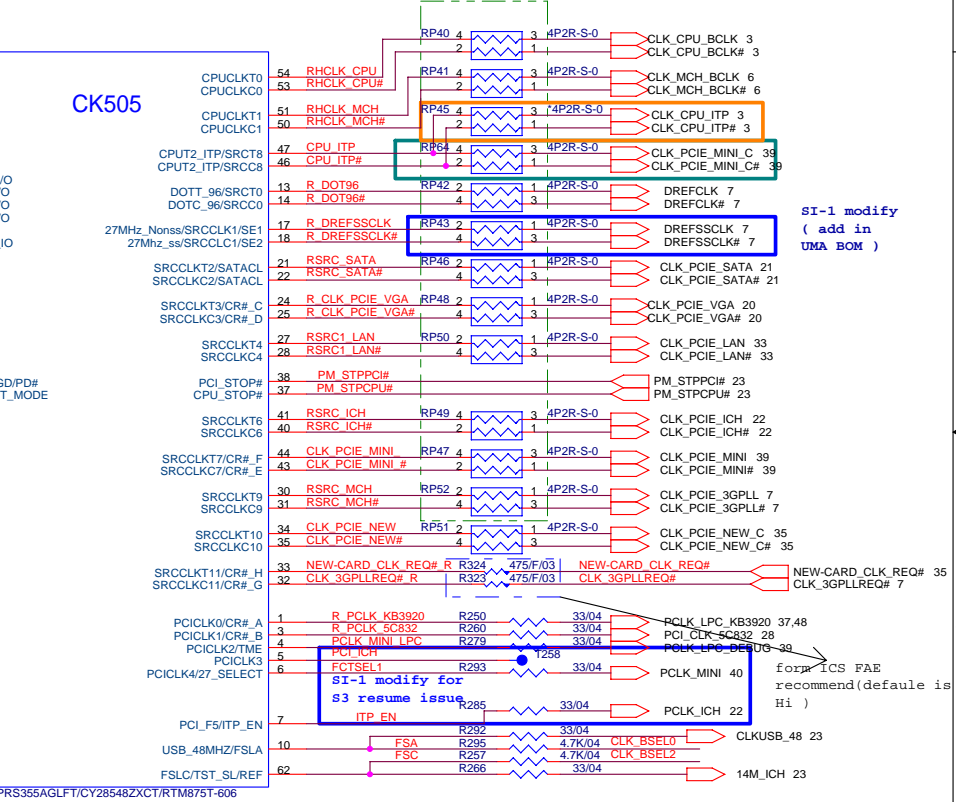 RP40 4 3 4P2R-S-0 CLK_CPU_BCLK 3
2 1 CLK_CPU_BCLK# 3
CK505
CPUCLKT0 54 RHCLK_CPU RP41 4 3 4P2R-S-0 CLK_MCH_BCLK 6
CPUCLKC0 53 RHCLK_CPU# 2 1 CLK_MCH_BCLK# 6
CPUCLKT1 51 RHCLK_MCH RP45 4 3 *4P2R-S-0 CLK_CPU_ITP 3
CPUCLKC1 50 RHCLK_MCH# 2 1 CLK_CPU_ITP# 3
CPUT2_ITP/SRCT8 47 CPU_ITP RP64 4 3 4P2R-S-0 CLK_PCIE_MINI_C 39
CPUT2_ITP/SRCC8 46 CPU_ITP# 2 1 CLK_PCIE_MINI_C# 39
/O
/O
/O
/O
_IO
DOTT_96/SRCT0 13 R_DOT96 RP42 2 1 4P2R-S-0 DREFCLK 7
DOTC_96/SRCC0 14 R_DOT96# 4 3 DREFCLK# 7
27MHz_Nonss/SRCCLK1/SE1 17 R_DREFSSCLK RP43 2 1 4P2R-S-0 DREFSSCLK 7
27Mhz_ss/SRCCLC1/SE2 18 R_DREFSSCLK# 4 3 DREFSSCLK# 7
SI-1 modify
( add in
UMA BOM )
SRCCLKT2/SATACL 21 RSRC_SATA RP46 2 1 4P2R-S-0 CLK_PCIE_SATA 21
SRCCLKC2/SATACL 22 RSRC_SATA# 4 3 CLK_PCIE_SATA# 21
SRCCLKT3/CR#_C 24 R_CLK_PCIE_VGA RP48 2 1 4P2R-S-0 CLK_PCIE_VGA 20
SRCCLKC3/CR#_D 25 R_CLK_PCIE_VGA# 4 3 CLK_PCIE_VGA# 20
SRCCLKT4 27 RSRC1_LAN RP50 2 1 4P2R-S-0 CLK_PCIE_LAN 33
SRCCLKC4 28 RSRC1_LAN# 4 3 CLK_PCIE_LAN# 33
GD/PD# PCI_STOP# 38 PM_STPPCI# PM_STPPCI# 23
T_MODE CPU_STOP# 37 PM_STPCPU# PM_STPCPU# 23
SRCCLKT6 41 RSRC_ICH RP49 4 3 4P2R-S-0 CLK_PCIE_ICH 22
SRCCLKC6 40 RSRC_ICH# 2 1 CLK_PCIE_ICH# 22
SRCCLKT7/CR#_F 44 CLK_PCIE_MINI_ RP47 4 3 4P2R-S-0 CLK_PCIE_MINI 39
SRCCLKC7/CR#_E 43 CLK_PCIE_MINI_# 2 1 CLK_PCIE_MINI# 39
SRCCLKT9 30 RSRC_MCH RP52 2 1 4P2R-S-0 CLK_PCIE_3GPLL 7
SRCCLKC9 31 RSRC_MCH# 4 3 CLK_PCIE_3GPLL# 7
SRCCLKT10 34 CLK_PCIE_NEW RP51 2 1 4P2R-S-0 CLK_PCIE_NEW_C 35
SRCCLKC10 35 CLK_PCIE_NEW# 4 3 CLK_PCIE_NEW_C# 35
SRCCLKT11/CR#_H 33 NEW-CARD_CLK_REQ#_R R324 475/F/03 NEW-CARD_CLK_REQ# NEW-CARD_CLK_REQ# 35
SRCCLKC11/CR#_G 32 CLK_3GPLLREQ#_R R323 475/F/03 CLK_3GPLLREQ# CLK_3GPLLREQ# 7
PCICLK0/CR#_A 1 R_PCLK_KB3920 R250 33/04 PCLK_LPC_KB3920 37,48
PCICLK1/CR#_B 3 R_PCLK_5C832 R260 33/04 PCI_CLK_5C832 28
PCICLK2/TME 4 PCLK_MINI_LPC R279 33/04 PCLK_LPC_DEBUG 39
PCICLK3 5 PCI_ICH T258
PCICLK4/27_SELECT 6 FCTSEL1 R293 33/04 PCLK_MINI 40
form ICS FAE
recommend(defaule is
Hi )
SI-1 modify for
S3 resume issue
R285 33/04 PCLK_ICH 22
PCI_F5/ITP_EN 7 ITP_EN
R292 33/04 CLKUSB_48 23
USB_48MHZ/FSLA 10 FSA R295 4.7K/04 CLK_BSEL0
FSC R257 4.7K/04 CLK_BSEL2
FSLC/TST_SL/REF 62 R266 33/04 14M_ICH 23
PRS355AGLFT/CY28548ZXCT/RTM875T-606